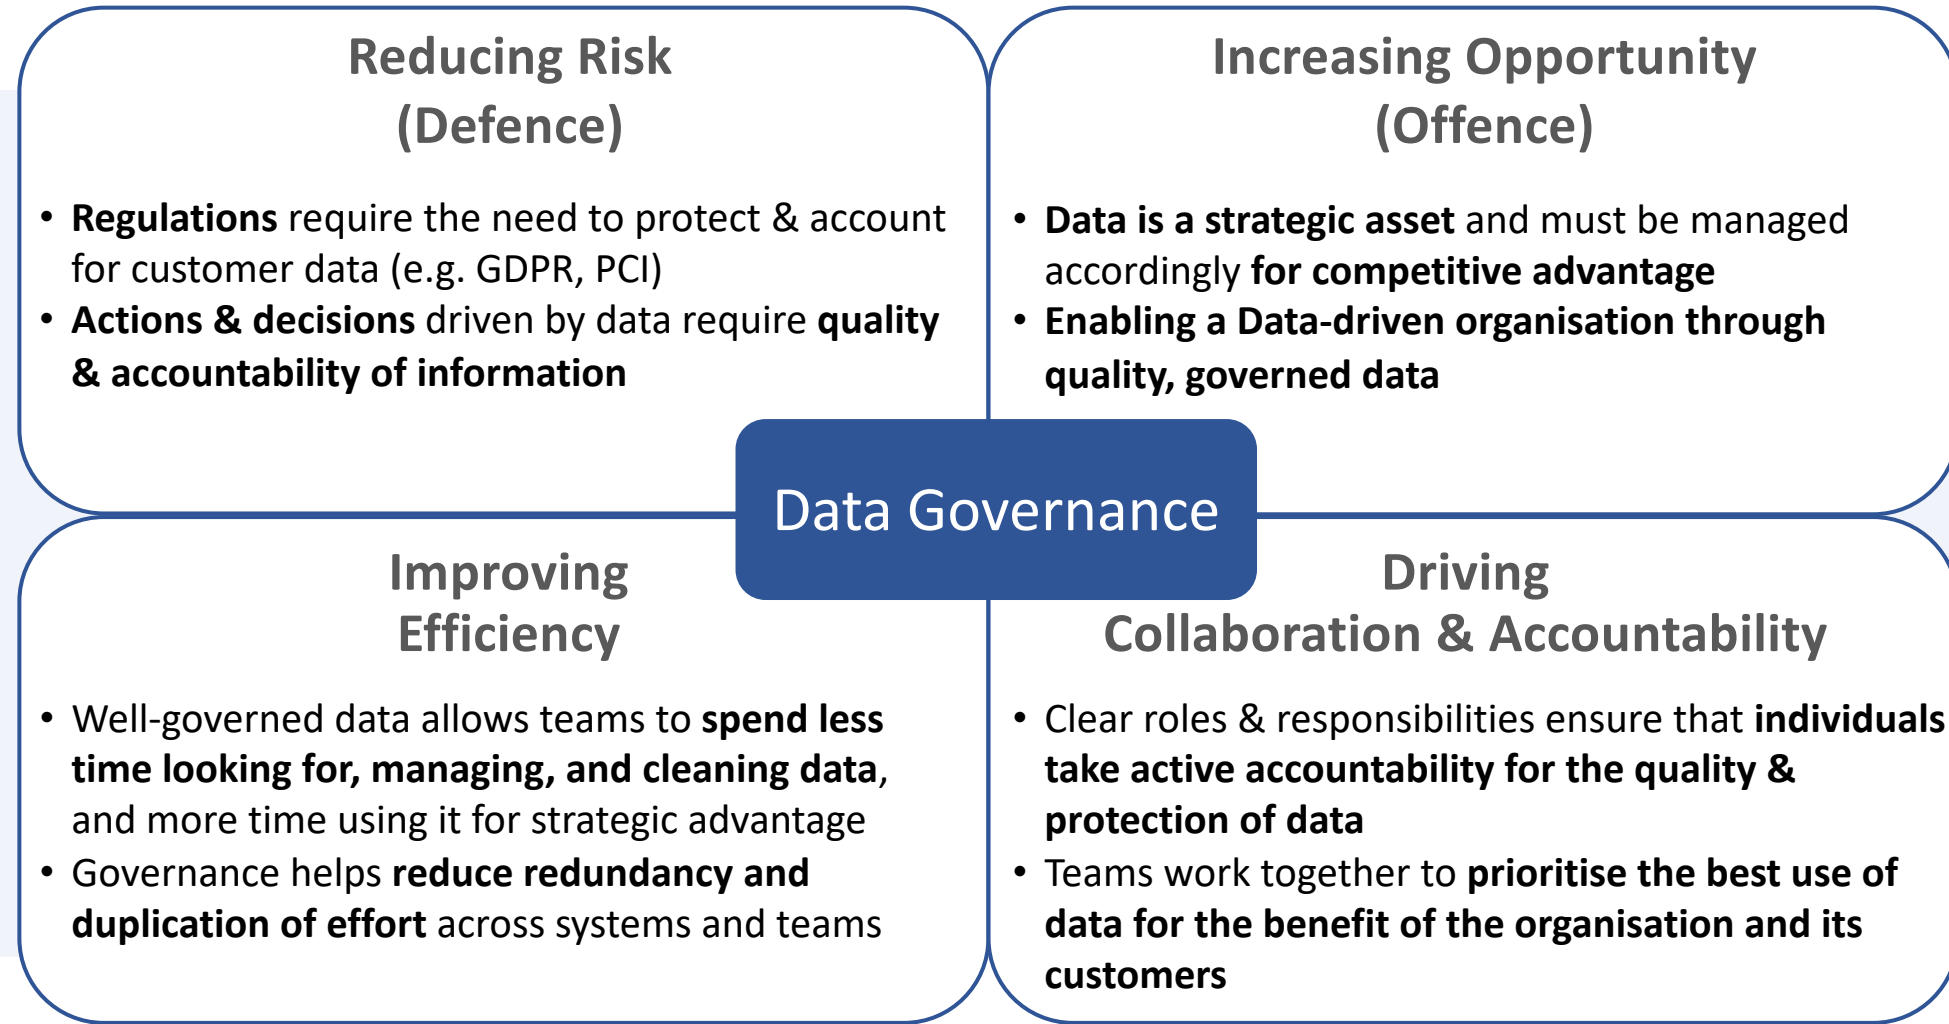 Reducing Risk
(Defence)
• Regulations require the need to protect & account
for customer data (e.g. GDPR, PCI)
• Actions & decisions driven by data require quality
& accountability of information
Increasing Opportunity
(Offence)
• Data is a strategic asset and must be managed
accordingly for competitive advantage
• Enabling a Data-driven organisation through
quality, governed data
Data Governance
Improving
Efficiency
• Well-governed data allows teams to spend less
time looking for, managing, and cleaning data,
and more time using it for strategic advantage
• Governance helps reduce redundancy and
duplication of effort across systems and teams
Driving
Collaboration & Accountability
• Clear roles & responsibilities ensure that individuals
take active accountability for the quality &
protection of data
• Teams work together to prioritise the best use of
data for the benefit of the organisation and its
customers